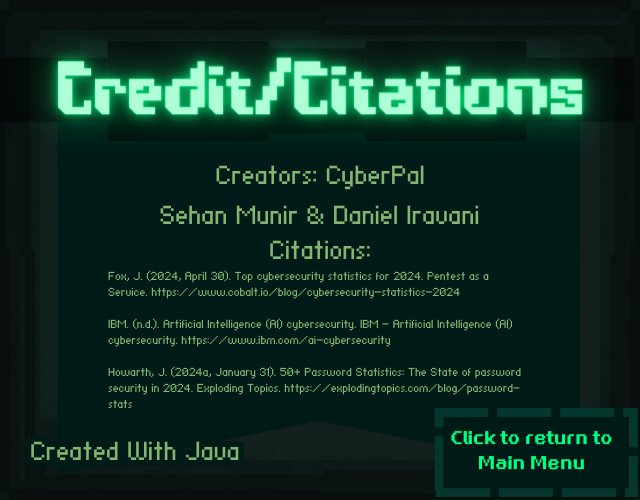 Credit/Citations
Creators: CyberPal
Sehan Munir & Daniel Iravani
Citations:
Fox, J. (2024, April 30). Top cybersecurity statistics for 2024. Pentest as a
Service. https://www.cobalt.io/blog/cybersecurity-statistics-2024
IBM. (n.d.). Artificial Intelligence (AI) cybersecurity. IBM - Artificial Intelligence (AI)
cybersecurity. https://www.ibm.com/ai-cybersecurity
Howarth, J. (2024a, January 31). 50+ Password Statistics: The State of password
security in 2024. Exploding Topics. https://explodingtopics.com/blog/password-
stats
Created With Java
Click to return to
Main Menu